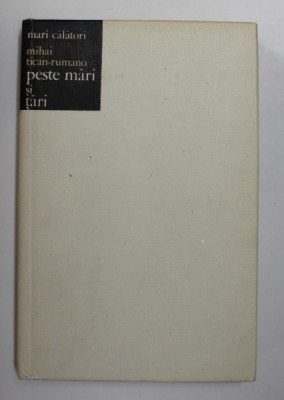 mari călători
mihai
tican-rumano
peste mări
și
țări